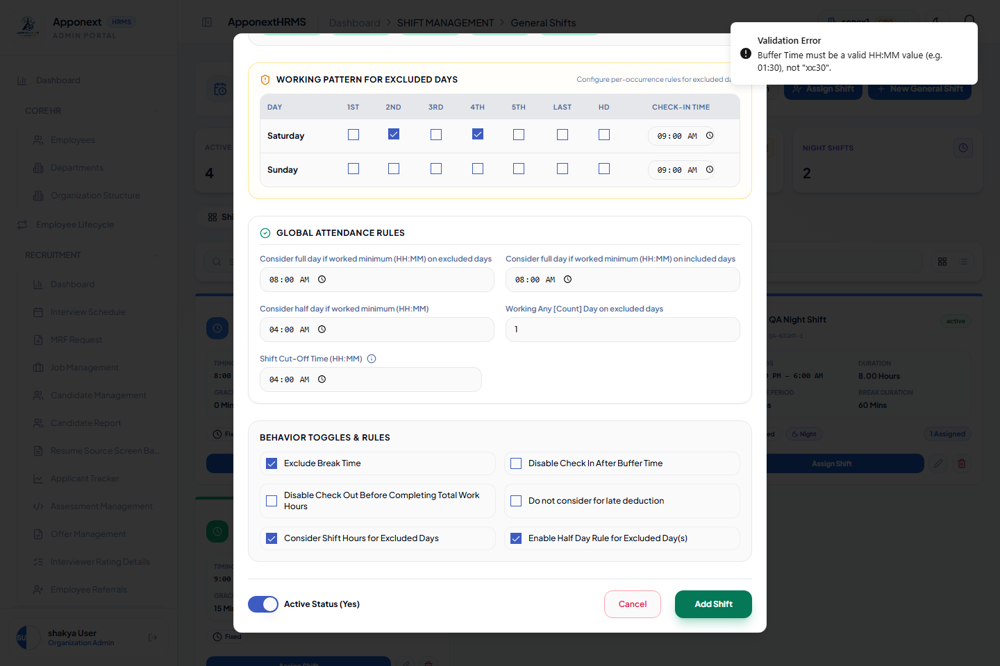 Apponext HRMS
ADMIN PORTAL
Dashboard
CORE HR
Employees
Departments
Organization Structure
Employee Lifecycle
RECRUITMENT
Dashboard
Interview Schedule
MRF Request
Job Management
Candidate Management
Candidate Report
Resume Source Screen Ba...
Applicant Tracker
Assessment Management
Offer Management
Interviewer Rating Details
Employee Referrals
SU
shakya User
Organization Admin
ApponextHRMS
Dashboard > SHIFT MANAGEMENT > General Shifts
Validation Error
Buffer Time must be a valid HH:MM value (e.g.
01:30), not "xx:30".
Assign Shift
New General Shift
ACTIVE
4
NIGHT SHIFTS
2
WORKING PATTERN FOR EXCLUDED DAYS
Configure per-occurrence rules for excluded da
DAY 1ST 2ND 3RD 4TH 5TH LAST HD CHECK-IN TIME
Saturday 09:00 AM
Sunday 09:00 AM
GLOBAL ATTENDANCE RULES
Consider full day if worked minimum (HH:MM) on excluded days
08:00 AM
Consider full day if worked minimum (HH:MM) on included days
08:00 AM
Consider half day if worked minimum (HH:MM)
04:00 AM
Working Any [Count] Day on excluded days
1
Shift Cut-Off Time (HH:MM)
04:00 AM
BEHAVIOR TOGGLES & RULES
Exclude Break Time
Disable Check In After Buffer Time
Disable Check Out Before Completing Total Work
Hours
Do not consider for late deduction
Consider Shift Hours for Excluded Days
Enable Half Day Rule for Excluded Day(s)
Active Status (Yes)
Cancel
Add Shift
QA Night Shift
active
QA-NIGHT-1
DURATION
PM - 6:00 AM
8.00 Hours
PERIOD
BREAK DURATION
60 Mins
Night
1 Assigned
Assign Shift
8:00
0 Min
9:00
15 Mi
Fixed
Assign Shift